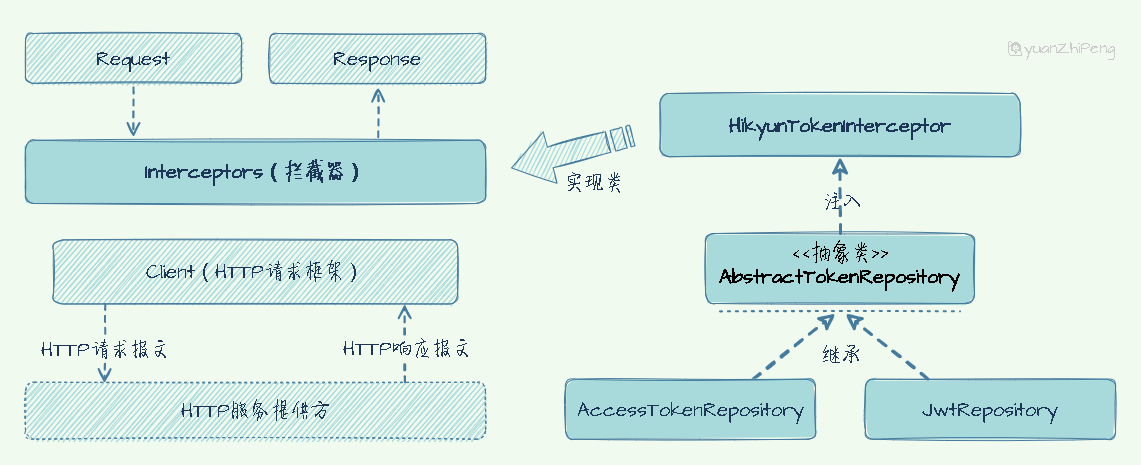 Request
Response
yuanZhiPeng
HikyunTokenInterceptor
Interceptors（拦截器）
实现类
注入
<<抽象类>>
AbstractTokenRepository
Client（HTTP请求框架）
HTTP请求报文
HTTP响应报文
继承
HTTP服务提供方
AccessTokenRepository
JwtRepository